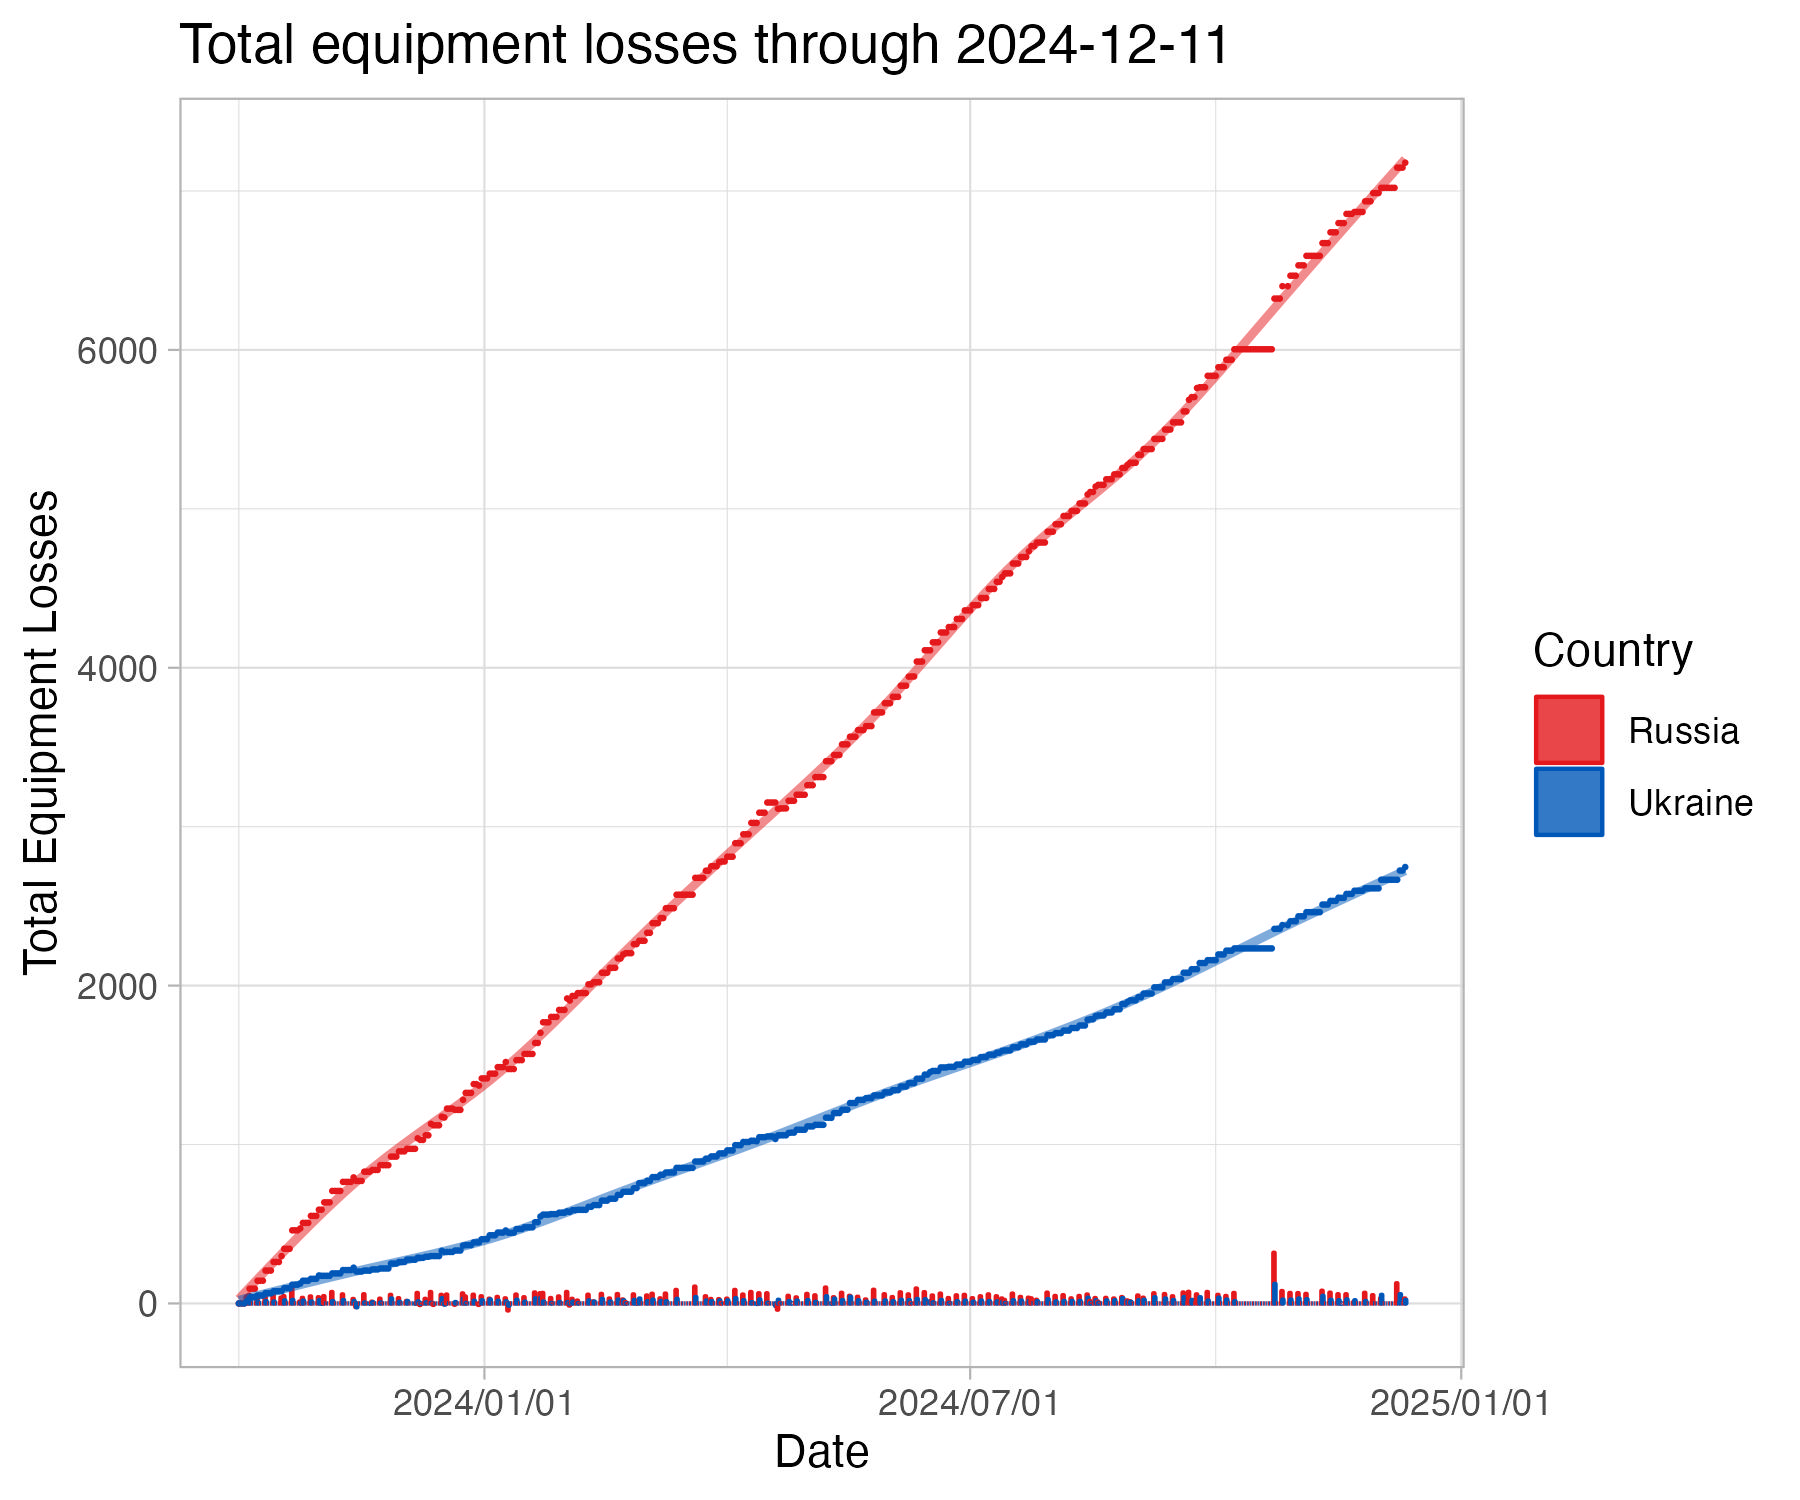 Total equipment losses through 2024-12-11
Total Equipment Losses
6000
4000
2000
0
2024/01/01
2024/07/01
2025/01/01
Date
Country
Russia
Ukraine